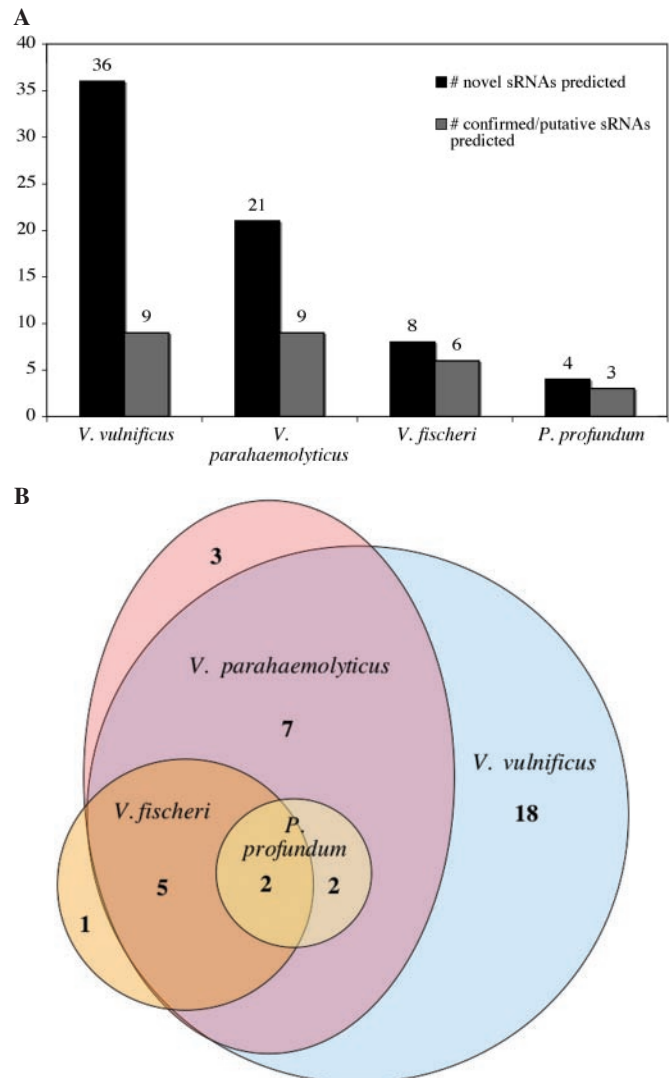 A
40
35
30
25
20
15
10
5
0
36
9
21
9
8
6
4
3
# novel sRNAs predicted
# confirmed/putative sRNAs
predicted
V. vulnificus
V.
parahaemolyticus
V. fischeri
P. profundum
B
3
V. parahaemolyticus
7
V. vulnificus
18
V. fischeri
P.
profundum
5
2
2
1